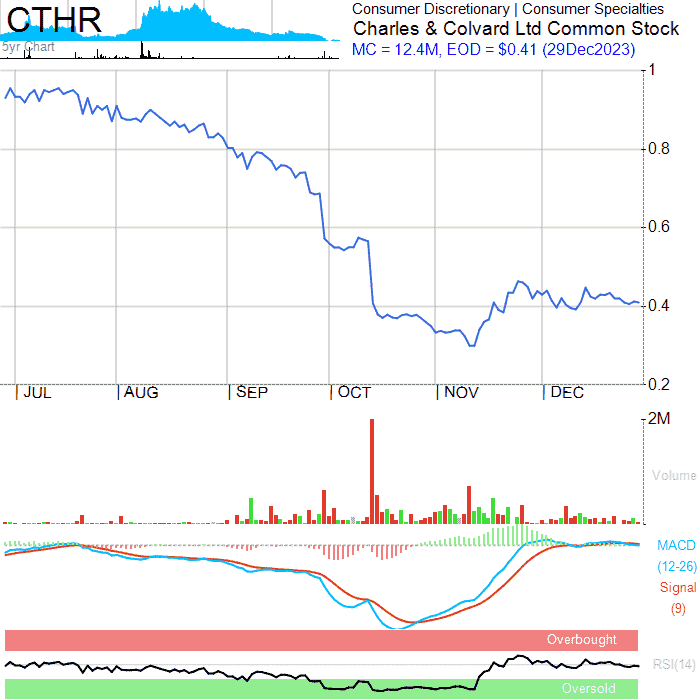 CTHR
5yr Chart
Consumer Discretionary | Consumer Specialties
Charles & Colvard Ltd Common Stock
MC = 12.4M, EOD = $0.41 (29Dec2023)
1
0.8
0.6
0.4
0.2
JUL
AUG
SEP
OCT
NOV
DEC
2M
Volume
MACD
(12-26)
Signal
(9)
Overbought
RSI(14)
Oversold